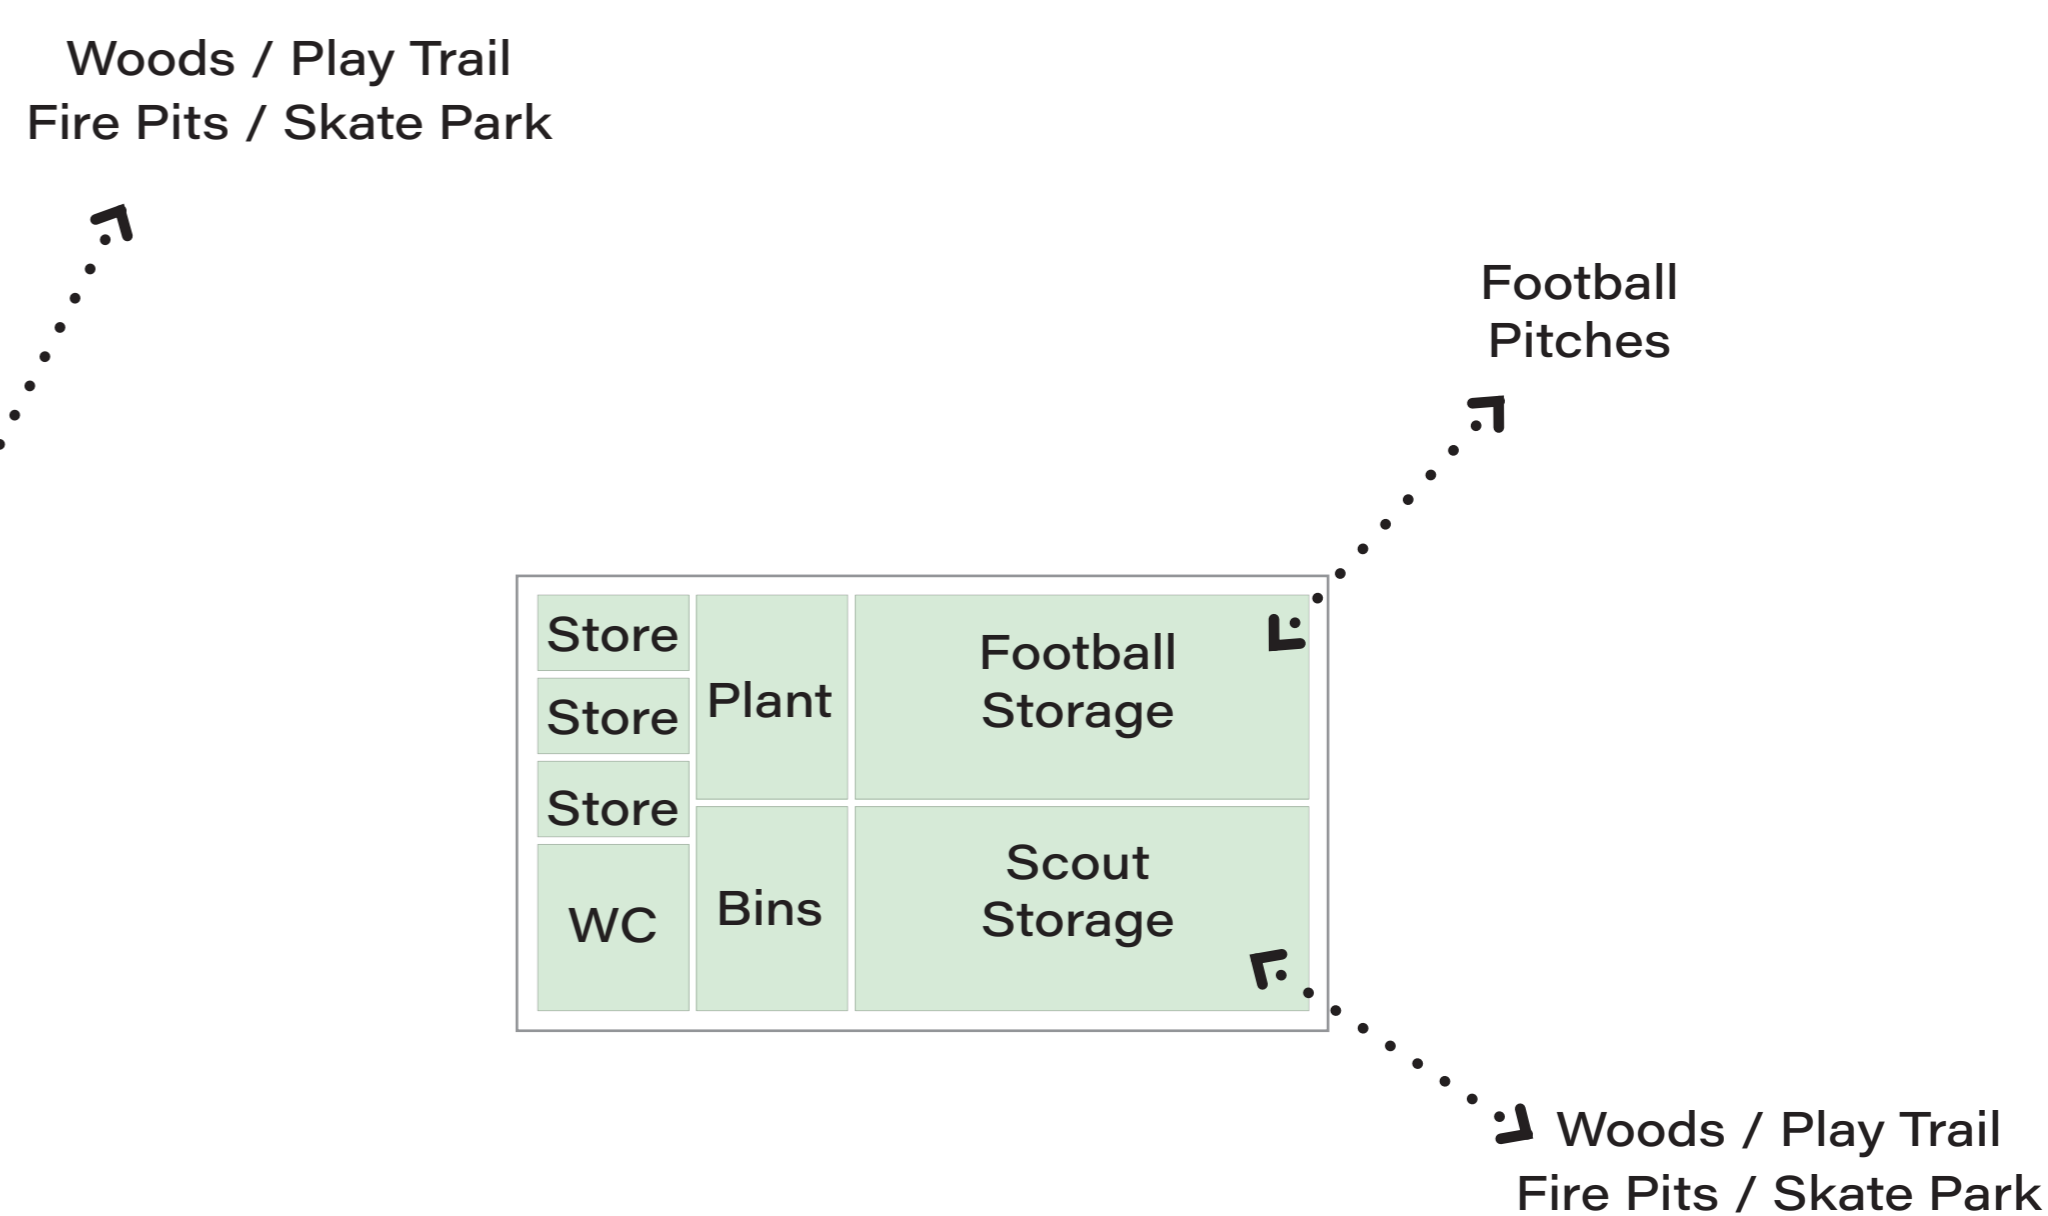 Woods / Play Trail
Fire Pits / Skate Park
Football
Pitches
Store
Store
Store
WC
Plant
Bins
Football
Storage
Scout
Storage
Woods / Play Trail
Fire Pits / Skate Park